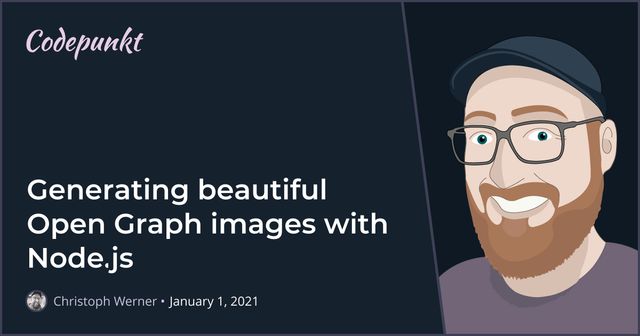 Codepunkt
Generating beautiful
Open Graph images with
Node.js
Christoph Werner • January 1, 2021